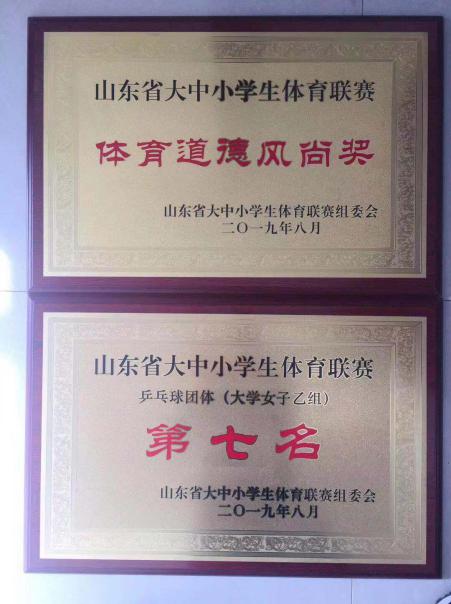 山东省大中小学生体育联赛
体育道德风尚奖
山东省大中小学生体育联赛组委会
二〇一九年八月
山东省大中小学生体育联赛
乒乓球团体（大学女子乙组）
第七名
山东省大中小学生体育联赛组委会
二〇一九年八月